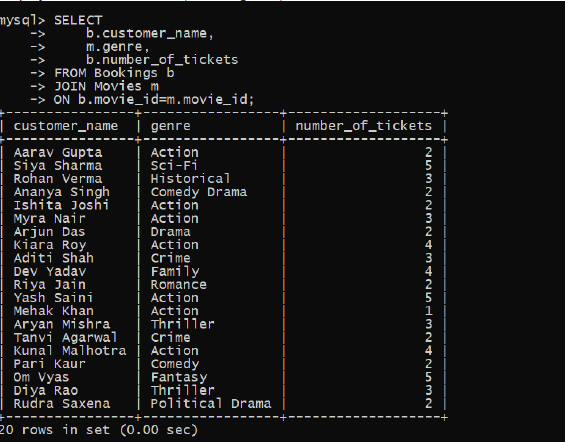 mysql> SELECT
    ->     b.customer_name,
    ->     m.genre,
    ->     b.number_of_tickets
    -> FROM Bookings b
    -> JOIN Movies m
    -> ON b.movie_id=m.movie_id;
+----------------+-----------------+-------------------+
| customer_name  | genre           | number_of_tickets |
+----------------+-----------------+-------------------+
| Aarav Gupta    | Action          |                 2 |
| Siya Sharma    | Sci-Fi          |                 5 |
| Rohan Verma    | Historical      |                 3 |
| Ananya Singh   | Comedy Drama    |                 2 |
| Ishita Joshi   | Action          |                 2 |
| Myra Nair      | Action          |                 3 |
| Arjun Das      | Drama           |                 2 |
| Kiara Roy      | Action          |                 4 |
| Aditi Shah     | Crime           |                 3 |
| Dev Yadav      | Family          |                 4 |
| Riya Jain      | Romance         |                 2 |
| Yash Saini     | Action          |                 5 |
| Mehak Khan     | Action          |                 1 |
| Aryan Mishra   | Thriller        |                 3 |
| Tanvi Agarwal  | Crime           |                 2 |
| Kunal Malhotra | Action          |                 4 |
| Pari Kaur      | Comedy          |                 2 |
| Om Vyas        | Fantasy         |                 5 |
| Diya Rao       | Thriller        |                 3 |
| Rudra Saxena   | Political Drama |                 2 |
+----------------+-----------------+-------------------+
20 rows in set (0.00 sec)